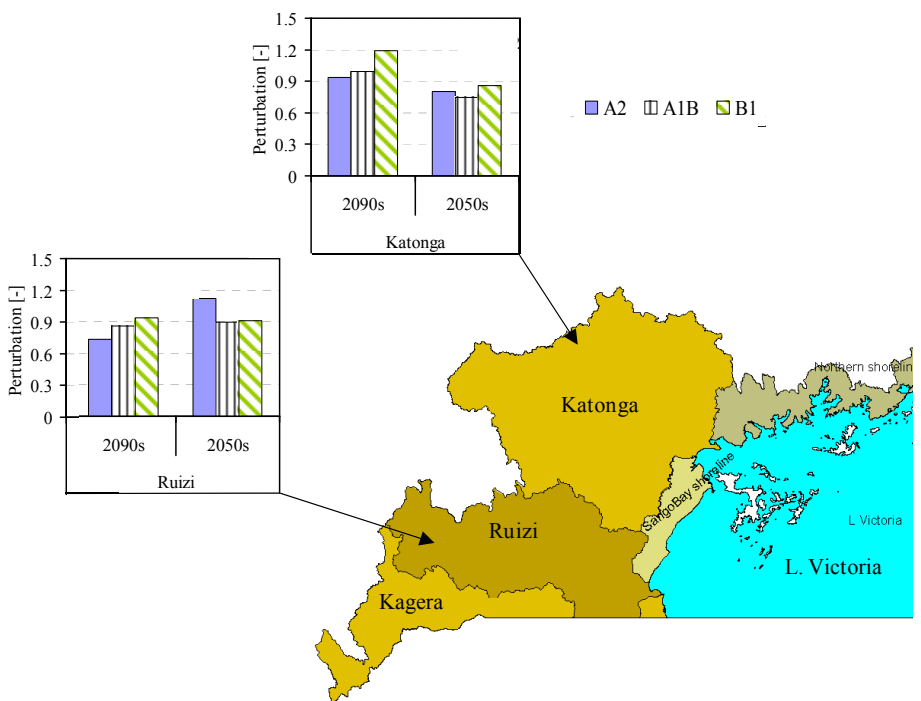 1.5
1.2
0.9
0.6
0.3
0
Perturbation [-]
2090s 2050s
Katonga
A2 A1B B1
1.5
1.2
0.9
0.6
0.3
0
Perturbation [-]
2090s 2050s
Ruizi
Northern shorelin
Katonga
SangoBay shoreline
L Victoria
Ruizi
L. Victoria
Kagera